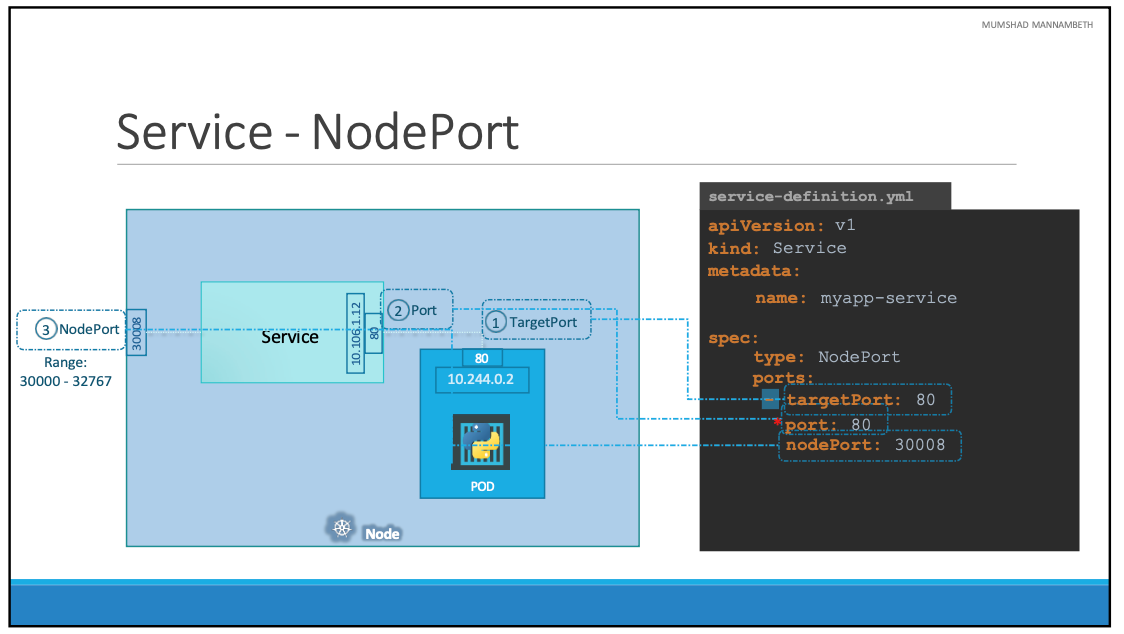 MUMSHAD MANNAMBETH
Service - NodePort
service-definition.yml
apiVersion: v1
kind: Service
metadata:
name: myapp-service
spec:
type: NodePort
ports:
- targetPort: 80
* port: 80
nodePort: 30008
3 NodePort
Range:
30000 - 32767
30008
Service
10.106.1.12
80
2 Port
1 TargetPort
80
10.244.0.2
POD
Node